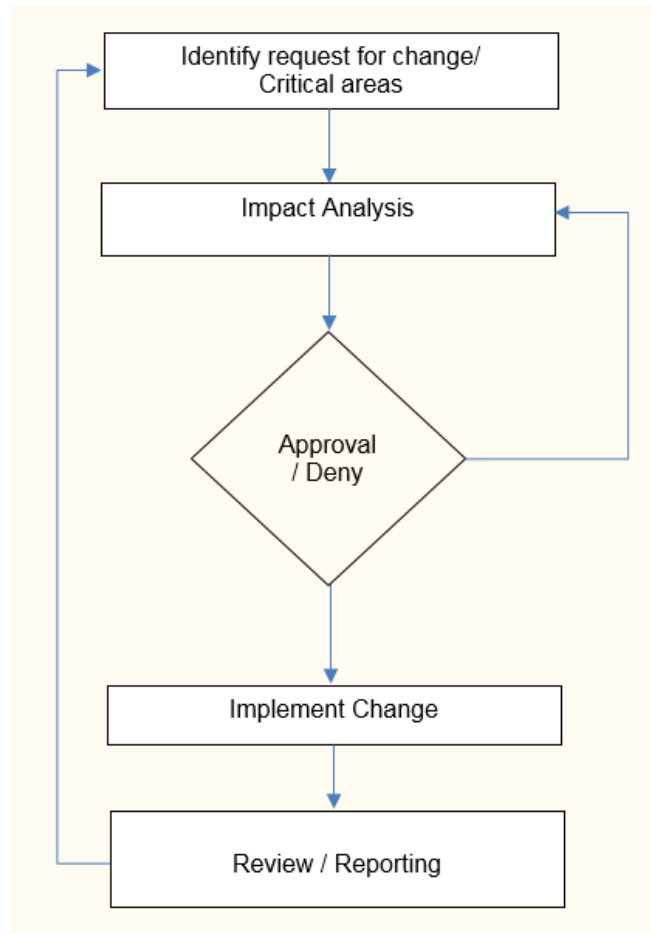 Identify request for change/
Critical areas
Impact Analysis
Approval
/ Deny
Implement Change
Review / Reporting